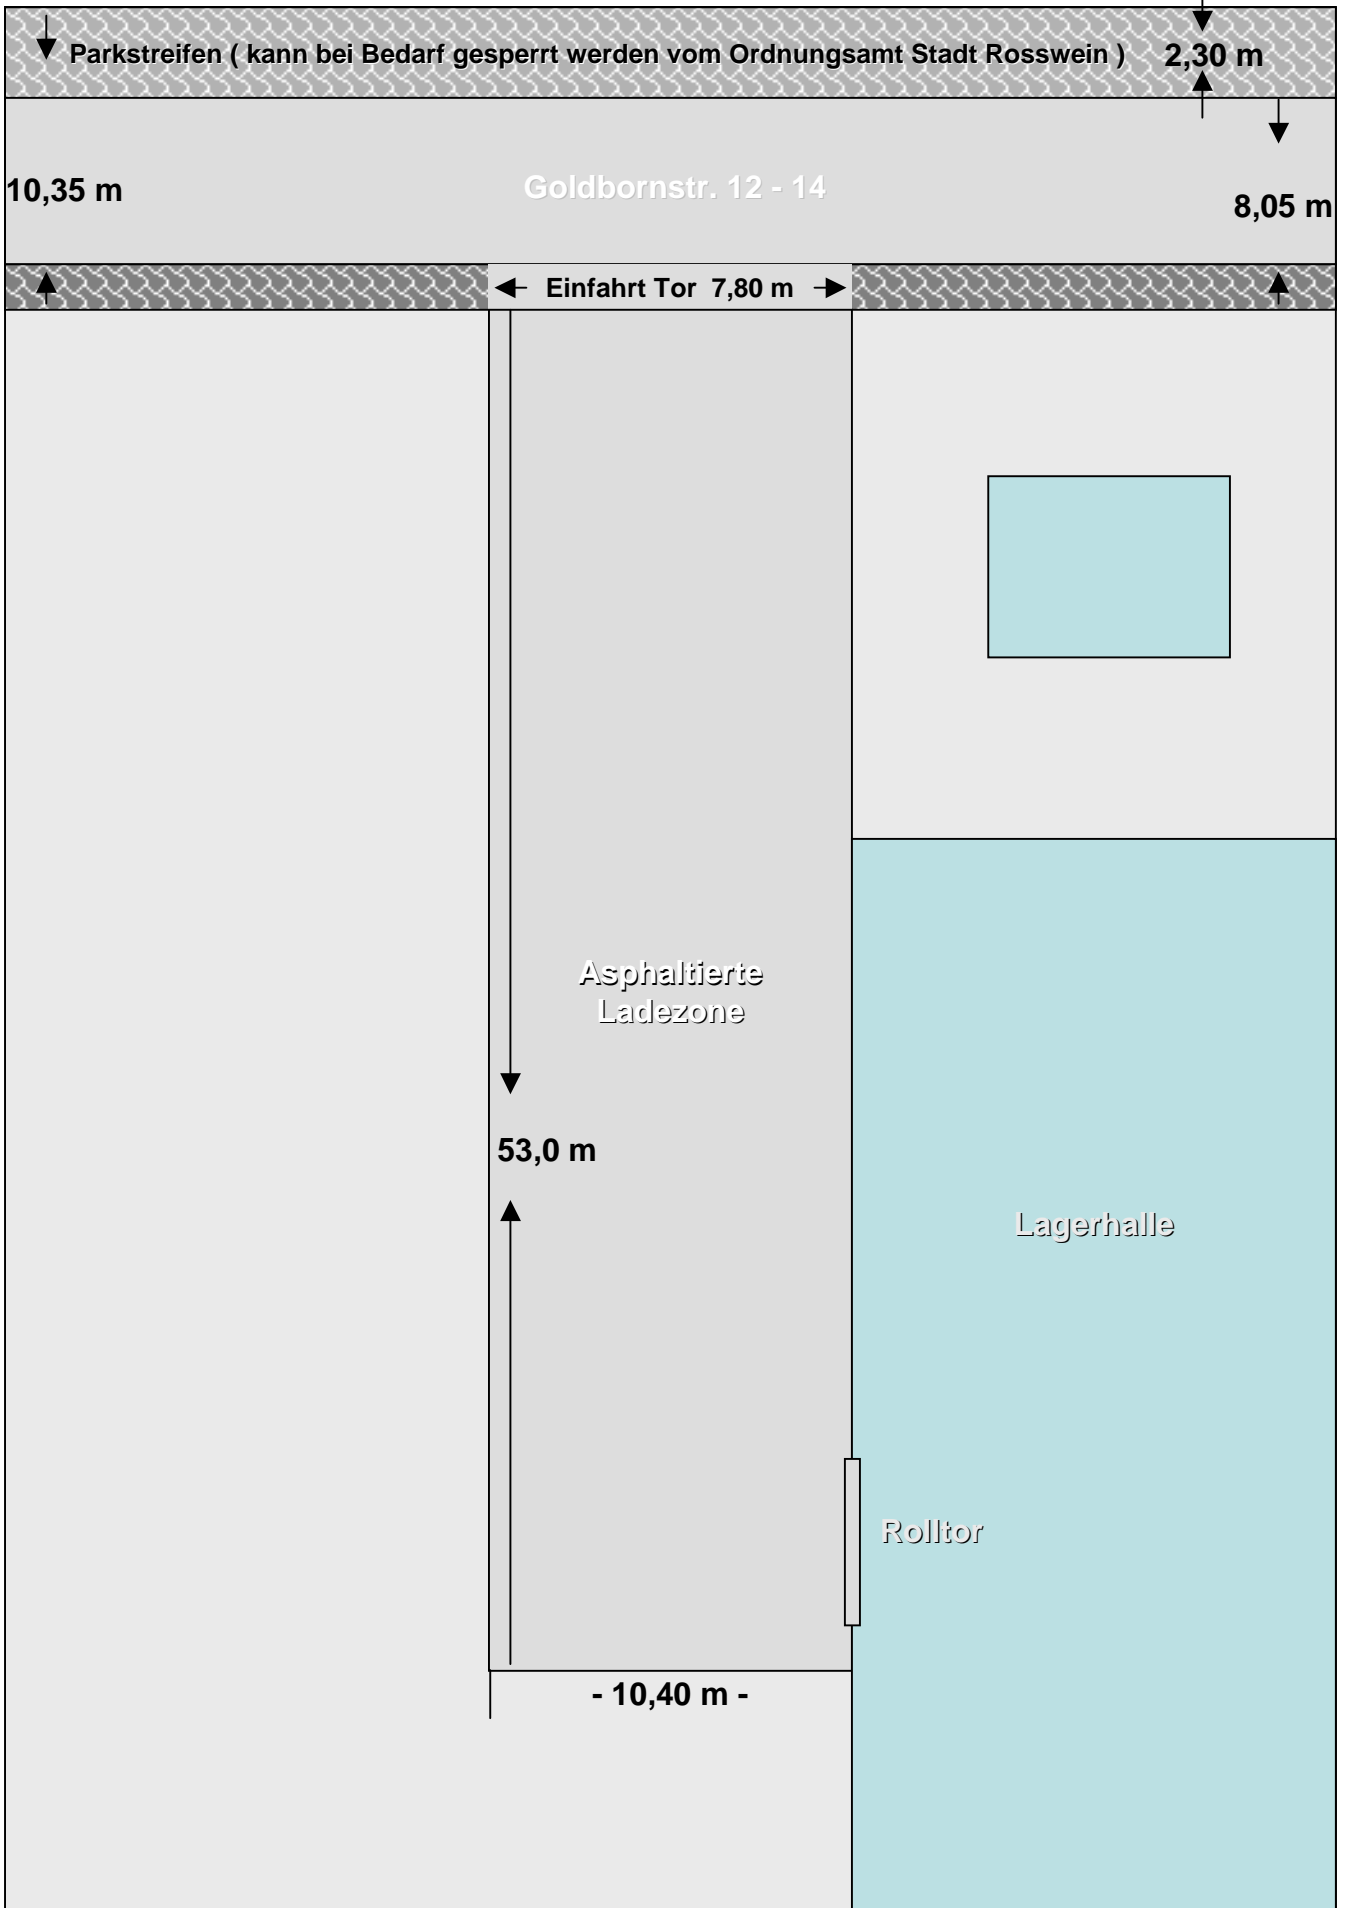 Parkstreifen ( kann bei Bedarf gesperrt werden vom Ordnungsamt Stadt Rosswein ) 2,30 m
10,35 m
Goldbornstr. 12 - 14
8,05 m
Einfahrt Tor 7,80 m
Asphaltierte
Ladezone
53,0 m
Lagerhalle
Rolltor
- 10,40 m -